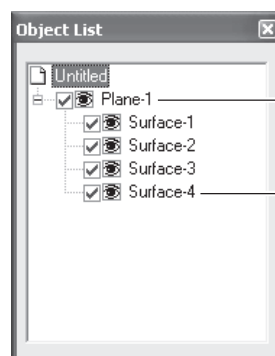 Object List
Untitled
Plane-1
Surface-1
Surface-2
Surface-3
Surface-4